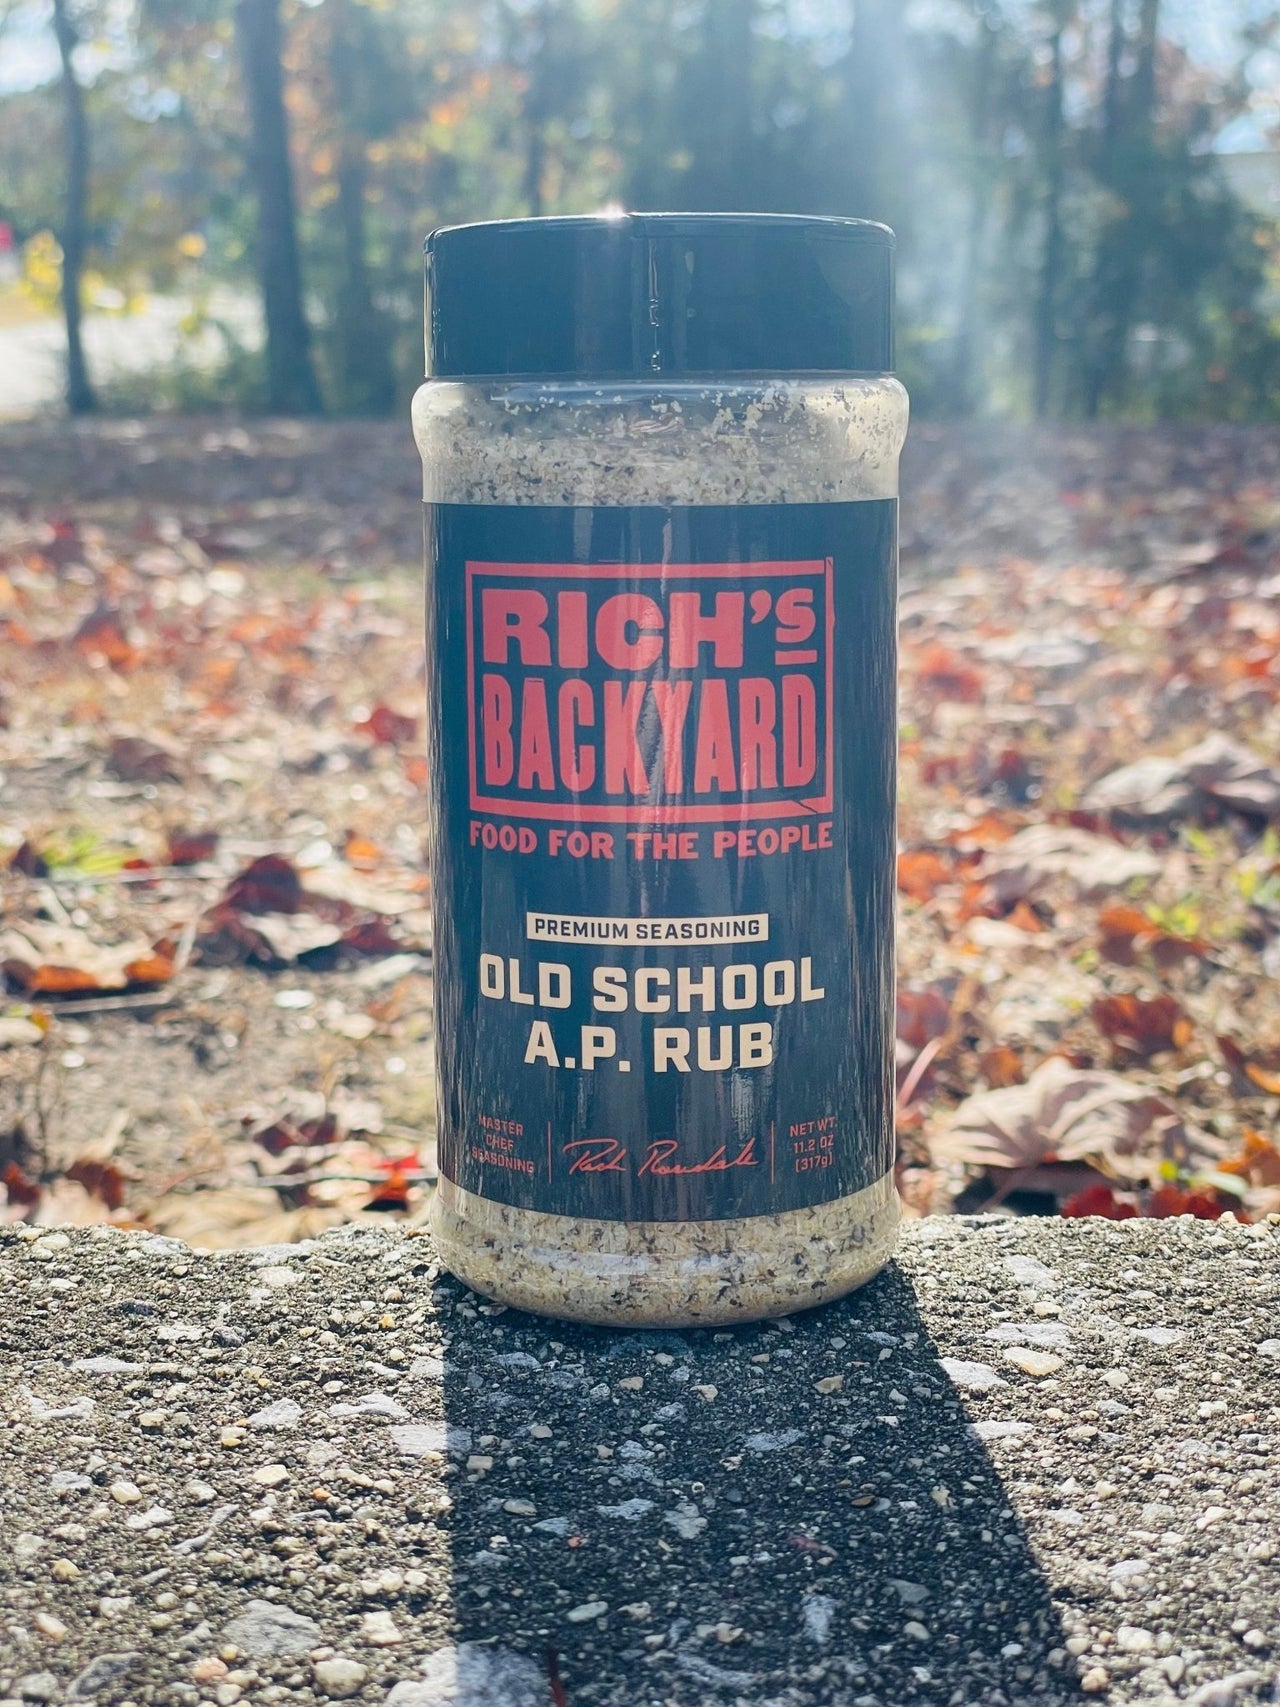 RICH'S
BACKYARD
FOOD FOR THE PEOPLE
PREMIUM SEASONING
OLD SCHOOL
A.P. RUB
MASTER
CHEF
SEASONING
NET WT.
11.2 OZ
(317g)